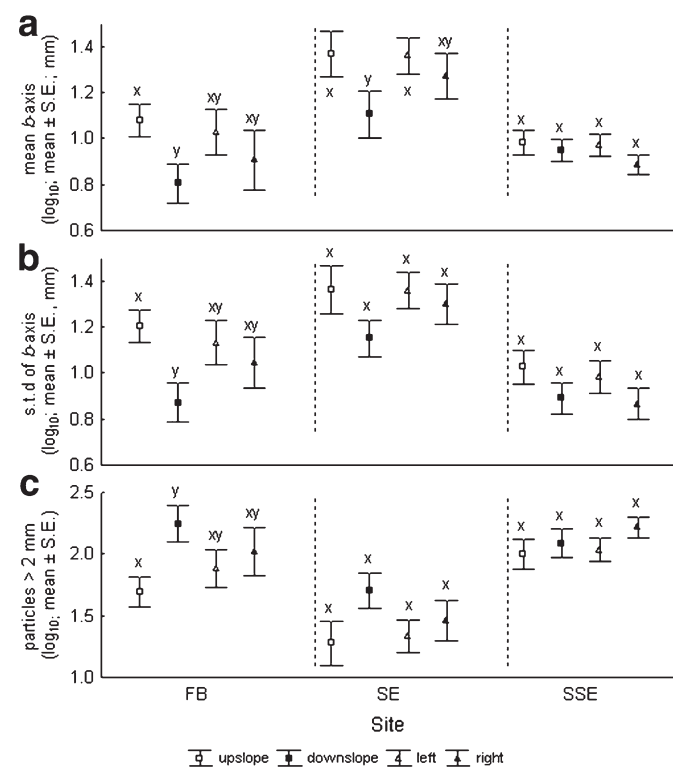 a
mean b-axis
(log10; mean ± S.E.; mm)
1.4
1.2
1.0
0.8
0.6
x
y
xy
xy
x
y
x
xy
x
x
x
x
b
s.t.d of b-axis
(log10; mean ± S.E., mm)
1.4
1.2
1.0
0.8
0.6
x
y
xy
xy
x
x
x
x
x
x
x
x
c
particles > 2 mm
(log10; mean ± S.E.)
2.5
2.0
1.5
1.0
x
y
xy
xy
x
x
x
x
x
x
x
x
FB
SE
SSE
Site
upslope
downslope
left
right